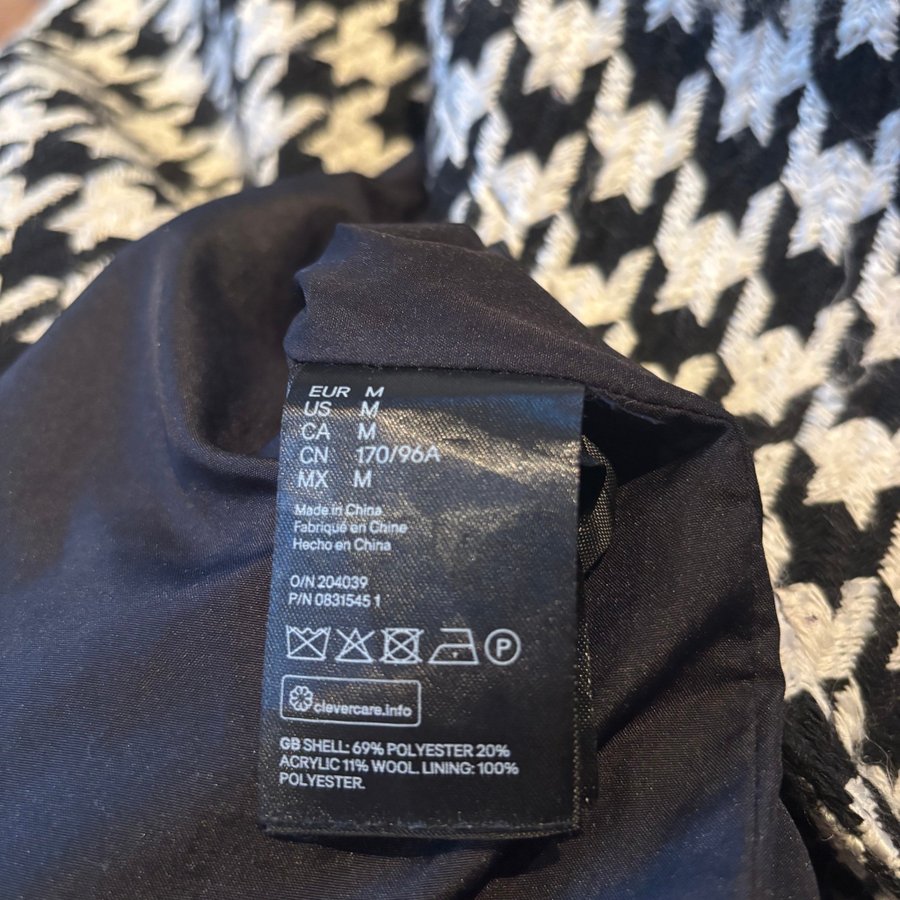 EUR M
US M
CA M
CN 170/96A
MX M
Made in China
Fabriqué en Chine
Hecho en China
O/N 204039
P/N 0831545 1
P
clevercare.info
GB SHELL: 69% POLYESTER 20%
ACRYLIC 11% WOOL. LINING: 100%
POLYESTER.